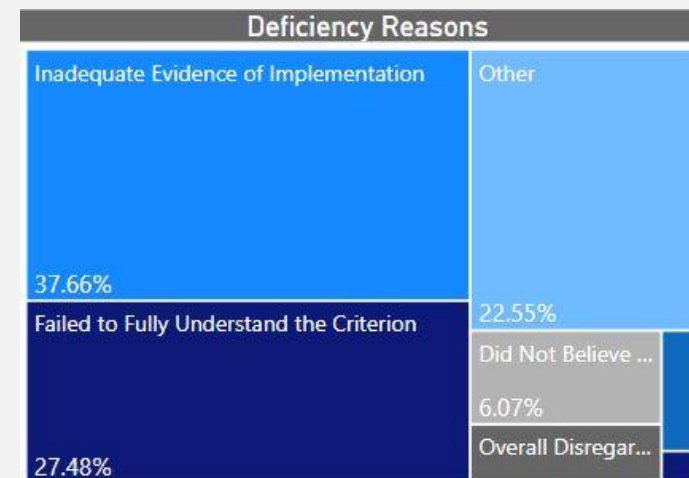 Deficiency Reasons
Inadequate Evidence of Implementation
37.66%
Failed to Fully Understand the Criterion
27.48%
Other
22.55%
Did Not Believe ...
6.07%
Overall Disregar...